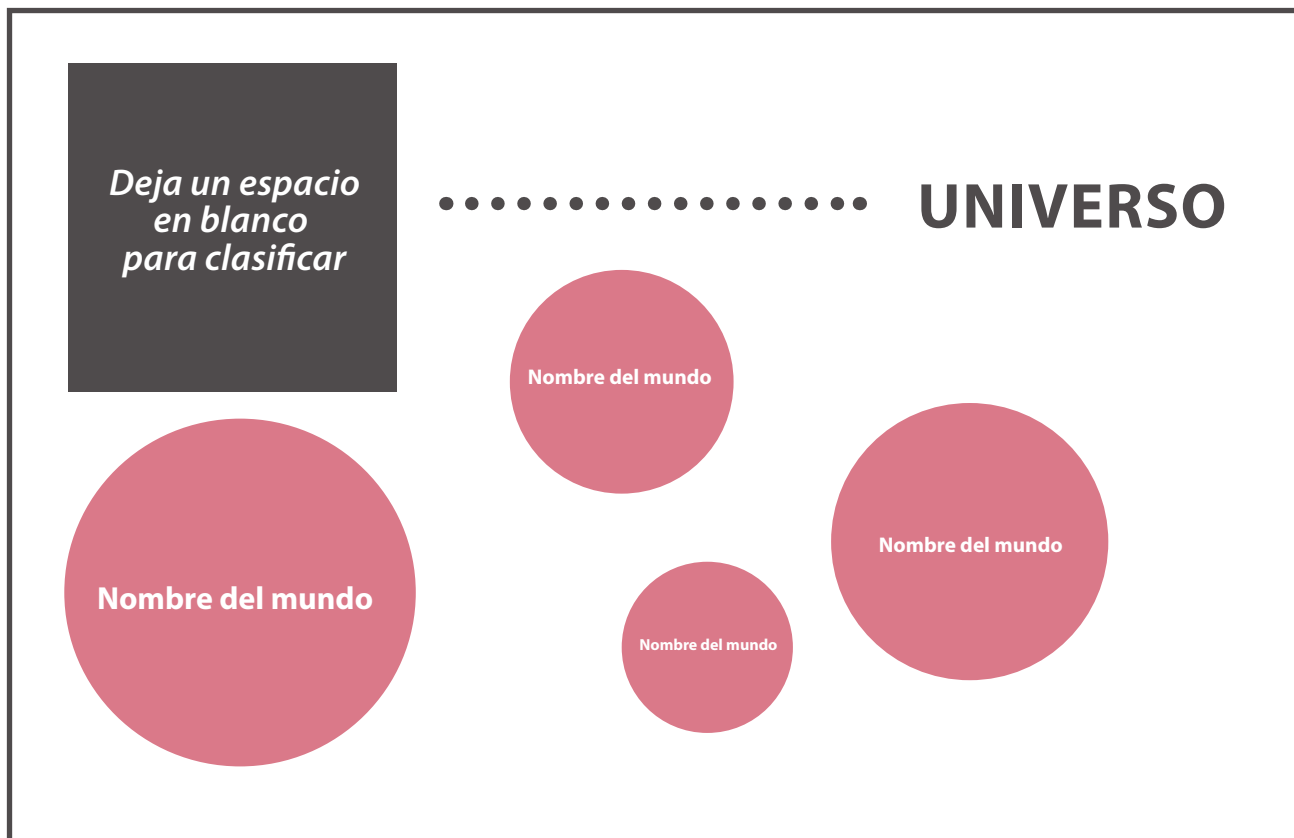 Deja un espacio
en blanco
para clasificar
UNIVERSO
Nombre del mundo
Nombre del mundo
Nombre del mundo
Nombre del mundo